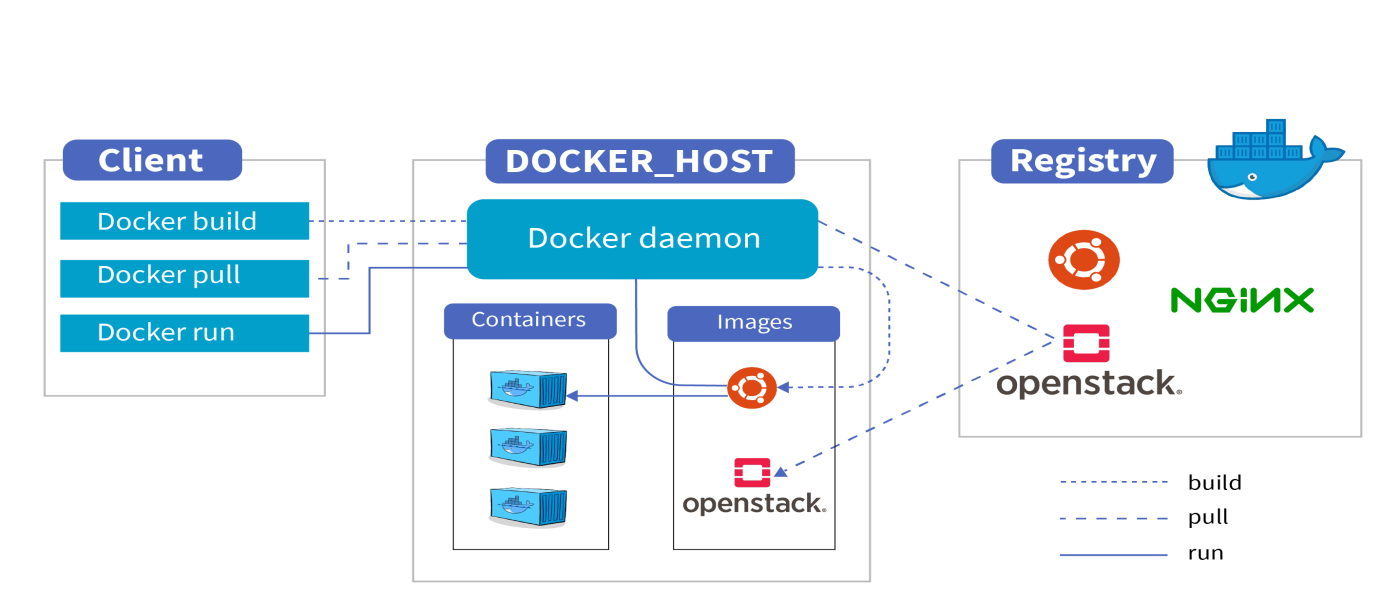 Client
Docker build
Docker pull
Docker run
DOCKER_HOST
Docker daemon
Containers
Images
openstack.
Registry
NGINX
openstack.
build
pull
run